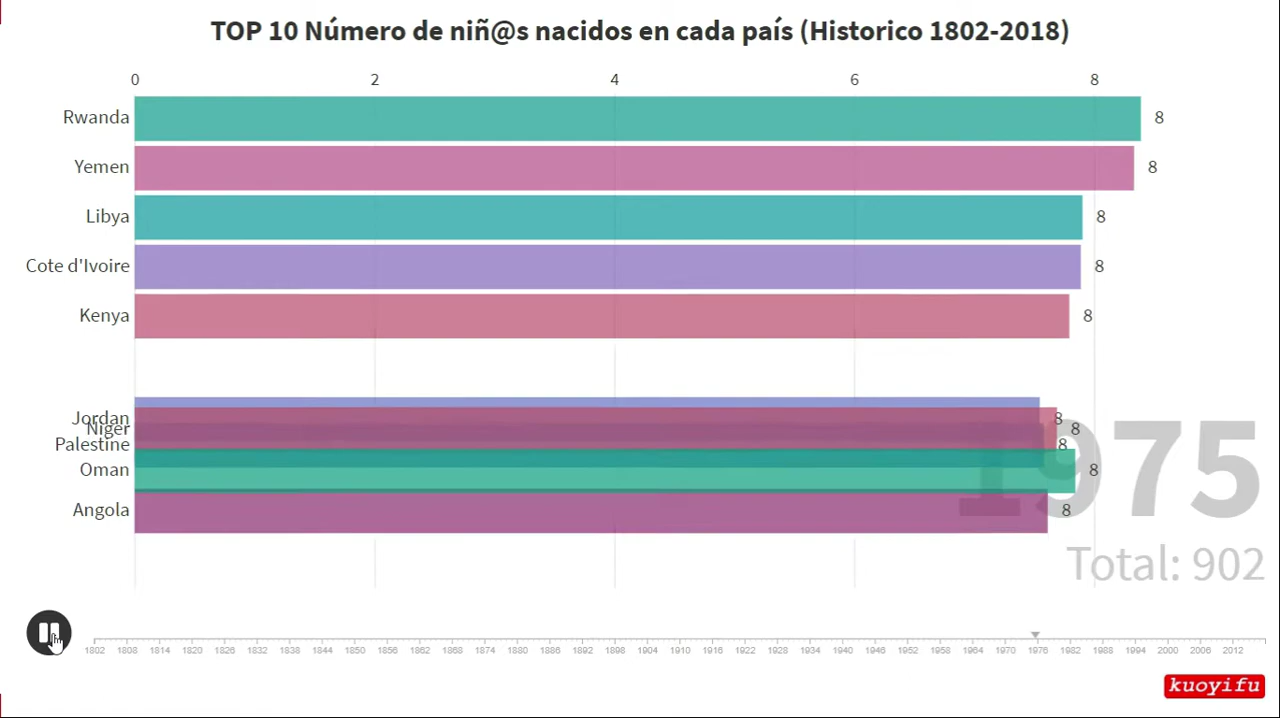 TOP 10 Número de niñ@s nacidos en cada país (Historico 1802-2018)
0 2 4 6 8
Rwanda 8
Yemen 8
Libya 8
Cote d'Ivoire 8
Kenya 8
Jordan 8
Niger 8
Palestine 8
Oman 8
Angola 8
1975
Total: 902
1802 1808 1814 1820 1826 1832 1838 1844 1850 1856 1862 1868 1874 1880 1886 1892 1898 1904 1910 1916 1922 1928 1934 1940 1946 1952 1958 1964 1970 1976 1982 1988 1994 2000 2006 2012
kuoyifu